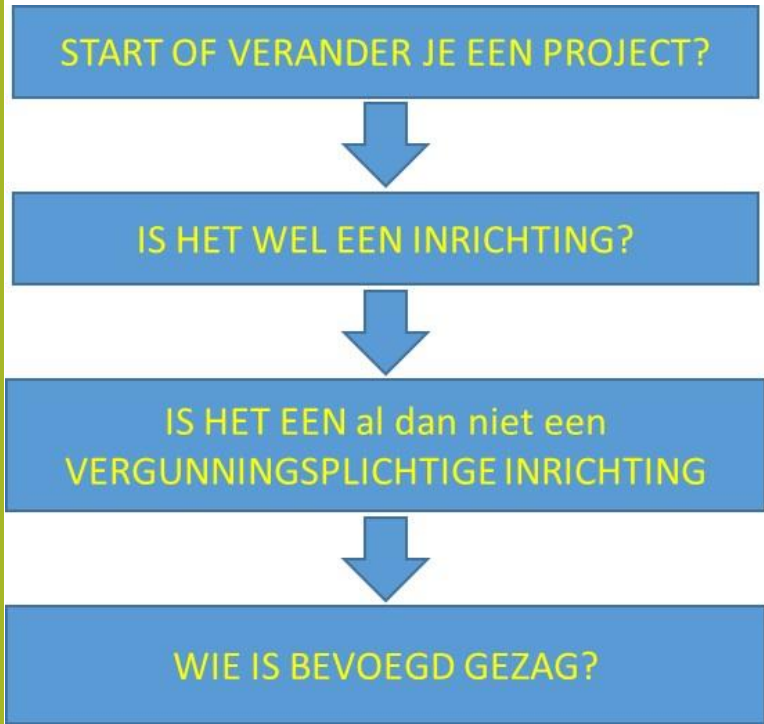 START OF VERANDER JE EEN PROJECT?
IS HET WEL EEN INRICHTING?
IS HET EEN al dan niet een
VERGUNNINGSPLICHTIGE INRICHTING
WIE IS BEVOEGD GEZAG?